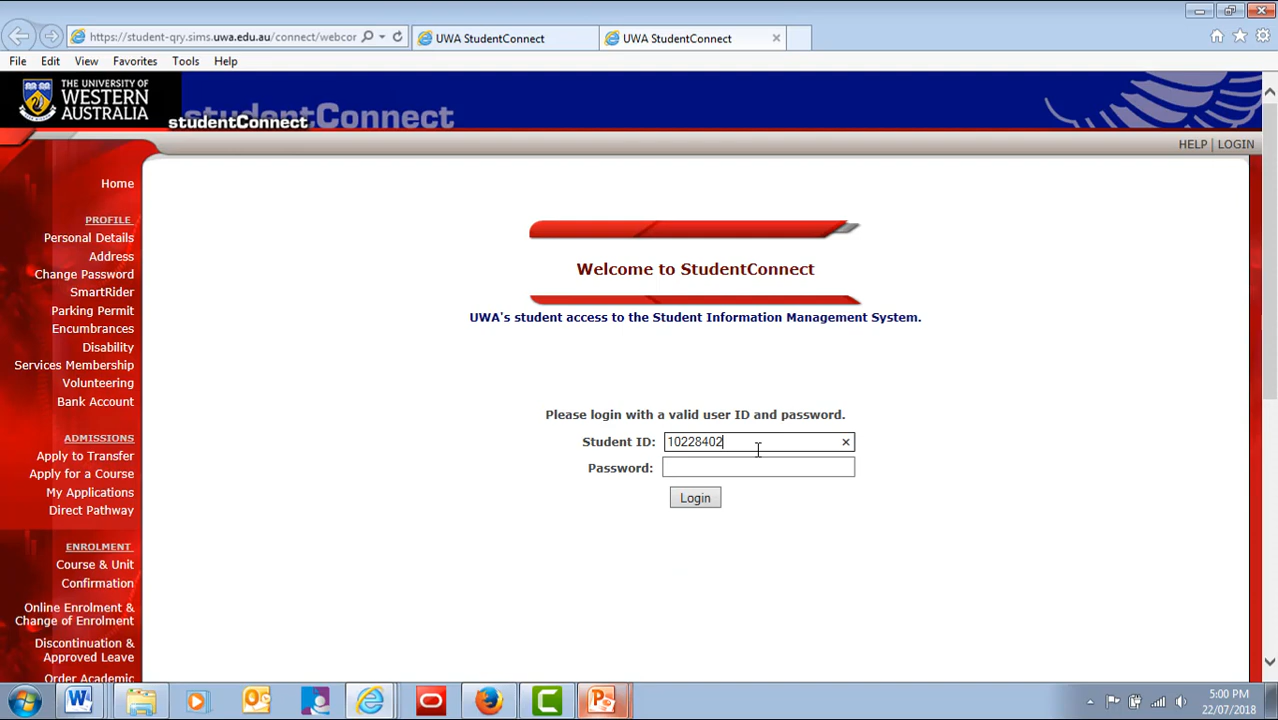 https://student-qry.sims.uwa.edu.au/connect/webcor
UWA StudentConnect
UWA StudentConnect
File Edit View Favorites Tools Help
THE UNIVERSITY OF
WESTERN
AUSTRALIA
studentConnect
studentConnect
HELP | LOGIN
Home
PROFILE
Personal Details
Address
Change Password
SmartRider
Parking Permit
Encumbrances
Disability
Services Membership
Volunteering
Bank Account
ADMISSIONS
Apply to Transfer
Apply for a Course
My Applications
Direct Pathway
ENROLMENT
Course & Unit
Confirmation
Online Enrolment &
Change of Enrolment
Discontinuation &
Approved Leave
Order Academic
Welcome to StudentConnect
UWA's student access to the Student Information Management System.
Please login with a valid user ID and password.
Student ID: 10228402
Password:
Login
5:00 PM
22/07/2018